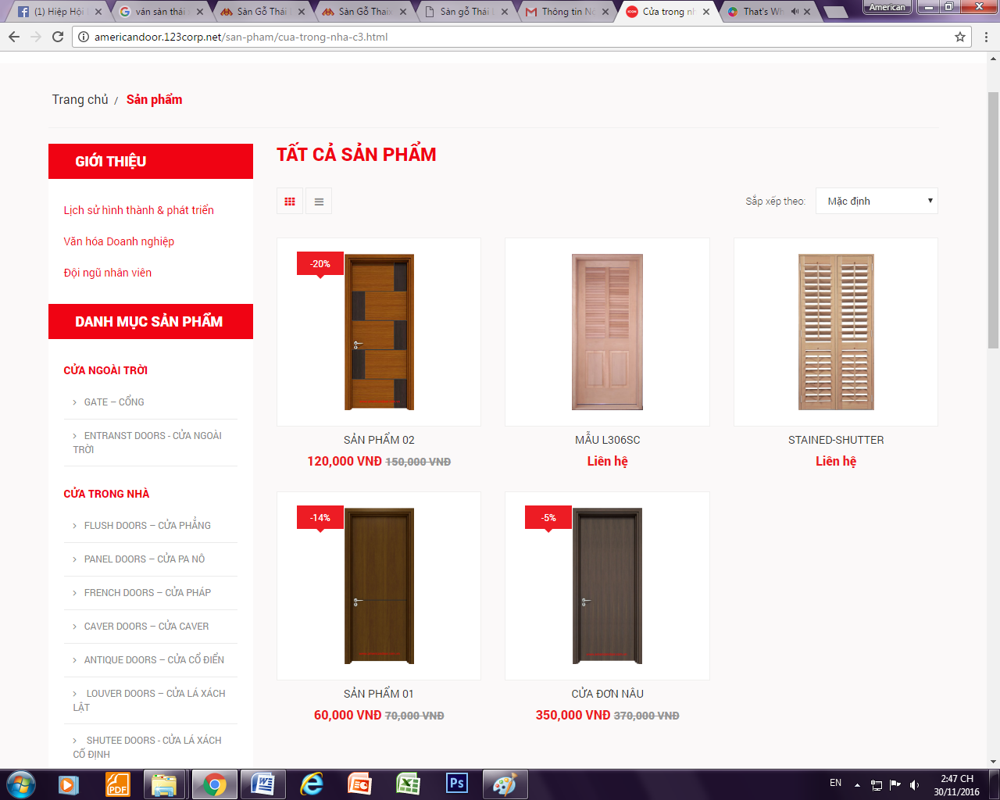 (1) Hiệp Hội
ván sàn thái
Sàn Gỗ Thái
Sàn Gỗ Thaix
Sàn gỗ Thái
Thông tin
Cửa trong nh
That's Wh
American
americandoor.123corp.net/san-pham/cua-trong-nha-c3.html
Trang chủ / Sản phẩm
GIỚI THIỆU
Lịch sử hình thành & phát triển
Văn hóa Doanh nghiệp
Đội ngũ nhân viên
DANH MỤC SẢN PHẨM
CỬA NGOÀI TRỜI
GATE – CỔNG
ENTRANST DOORS - CỬA NGOÀI
TRỜI
CỬA TRONG NHÀ
FLUSH DOORS – CỬA PHẲNG
PANEL DOORS – CỬA PA NÔ
FRENCH DOORS – CỬA PHÁP
CAVER DOORS – CỬA CAVER
ANTIQUE DOORS – CỬA CỔ ĐIỂN
LOUVER DOORS – CỬA LÁ XÁCH
LẬT
SHUTEE DOORS - CỬA LÁ XÁCH
CỐ ĐỊNH
TẤT CẢ SẢN PHẨM
Sắp xếp theo: Mặc định
-20%
SẢN PHẨM 02
120,000 VNĐ 150,000 VNĐ
MẪU L306SC
Liên hệ
STAINED-SHUTTER
Liên hệ
-14%
SẢN PHẨM 01
60,000 VNĐ 70,000 VNĐ
-5%
CỬA ĐƠN NÂU
350,000 VNĐ 370,000 VNĐ
PDF
Ps
EN
2:47 CH
30/11/2016